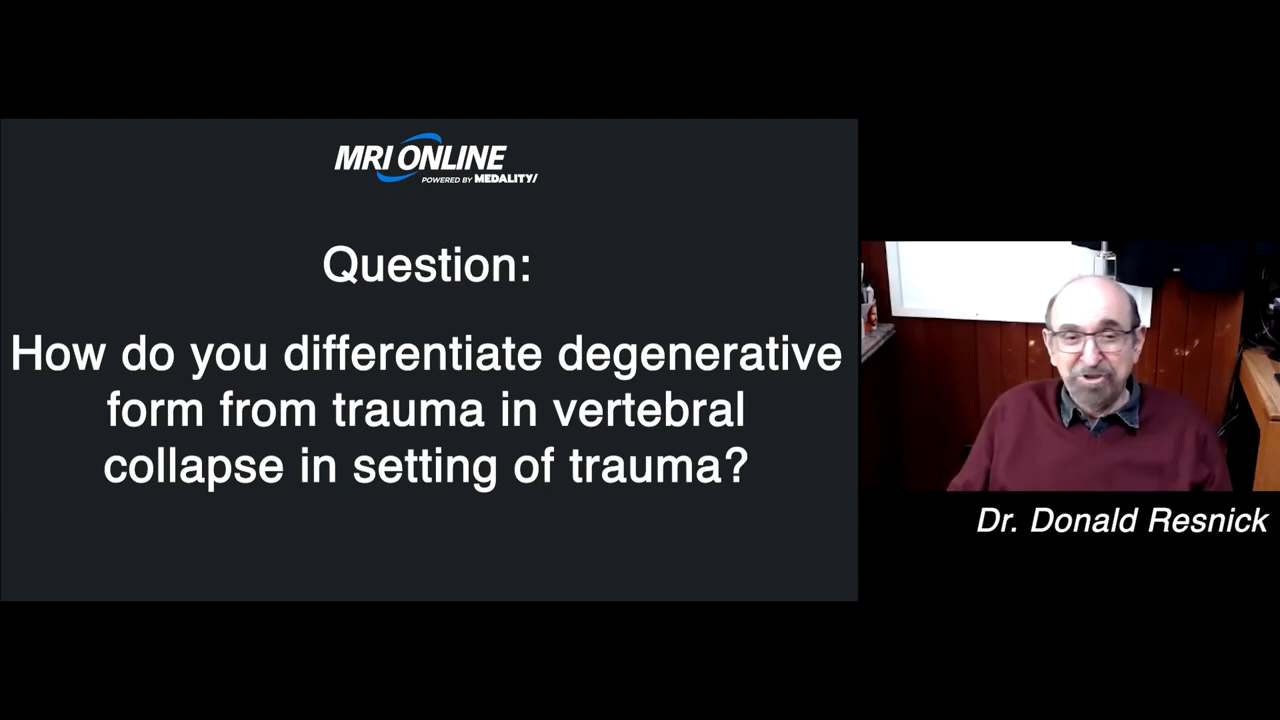 MRI ONLINE
POWERED BY MEDALITY/
Question:
How do you differentiate degenerative
form from trauma in vertebral
collapse in setting of trauma?
Dr. Donald Resnick